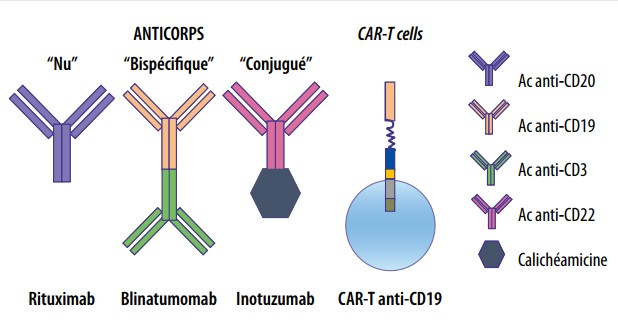 ANTICORPS
CAR-T cells
“Nu”
“Bispécifique”
“Conjugué”
Ac anti-CD20
Ac anti-CD19
Ac anti-CD3
Ac anti-CD22
Calichéamicine
Rituximab
Blinatumomab
Inotuzumab
CAR-T anti-CD19